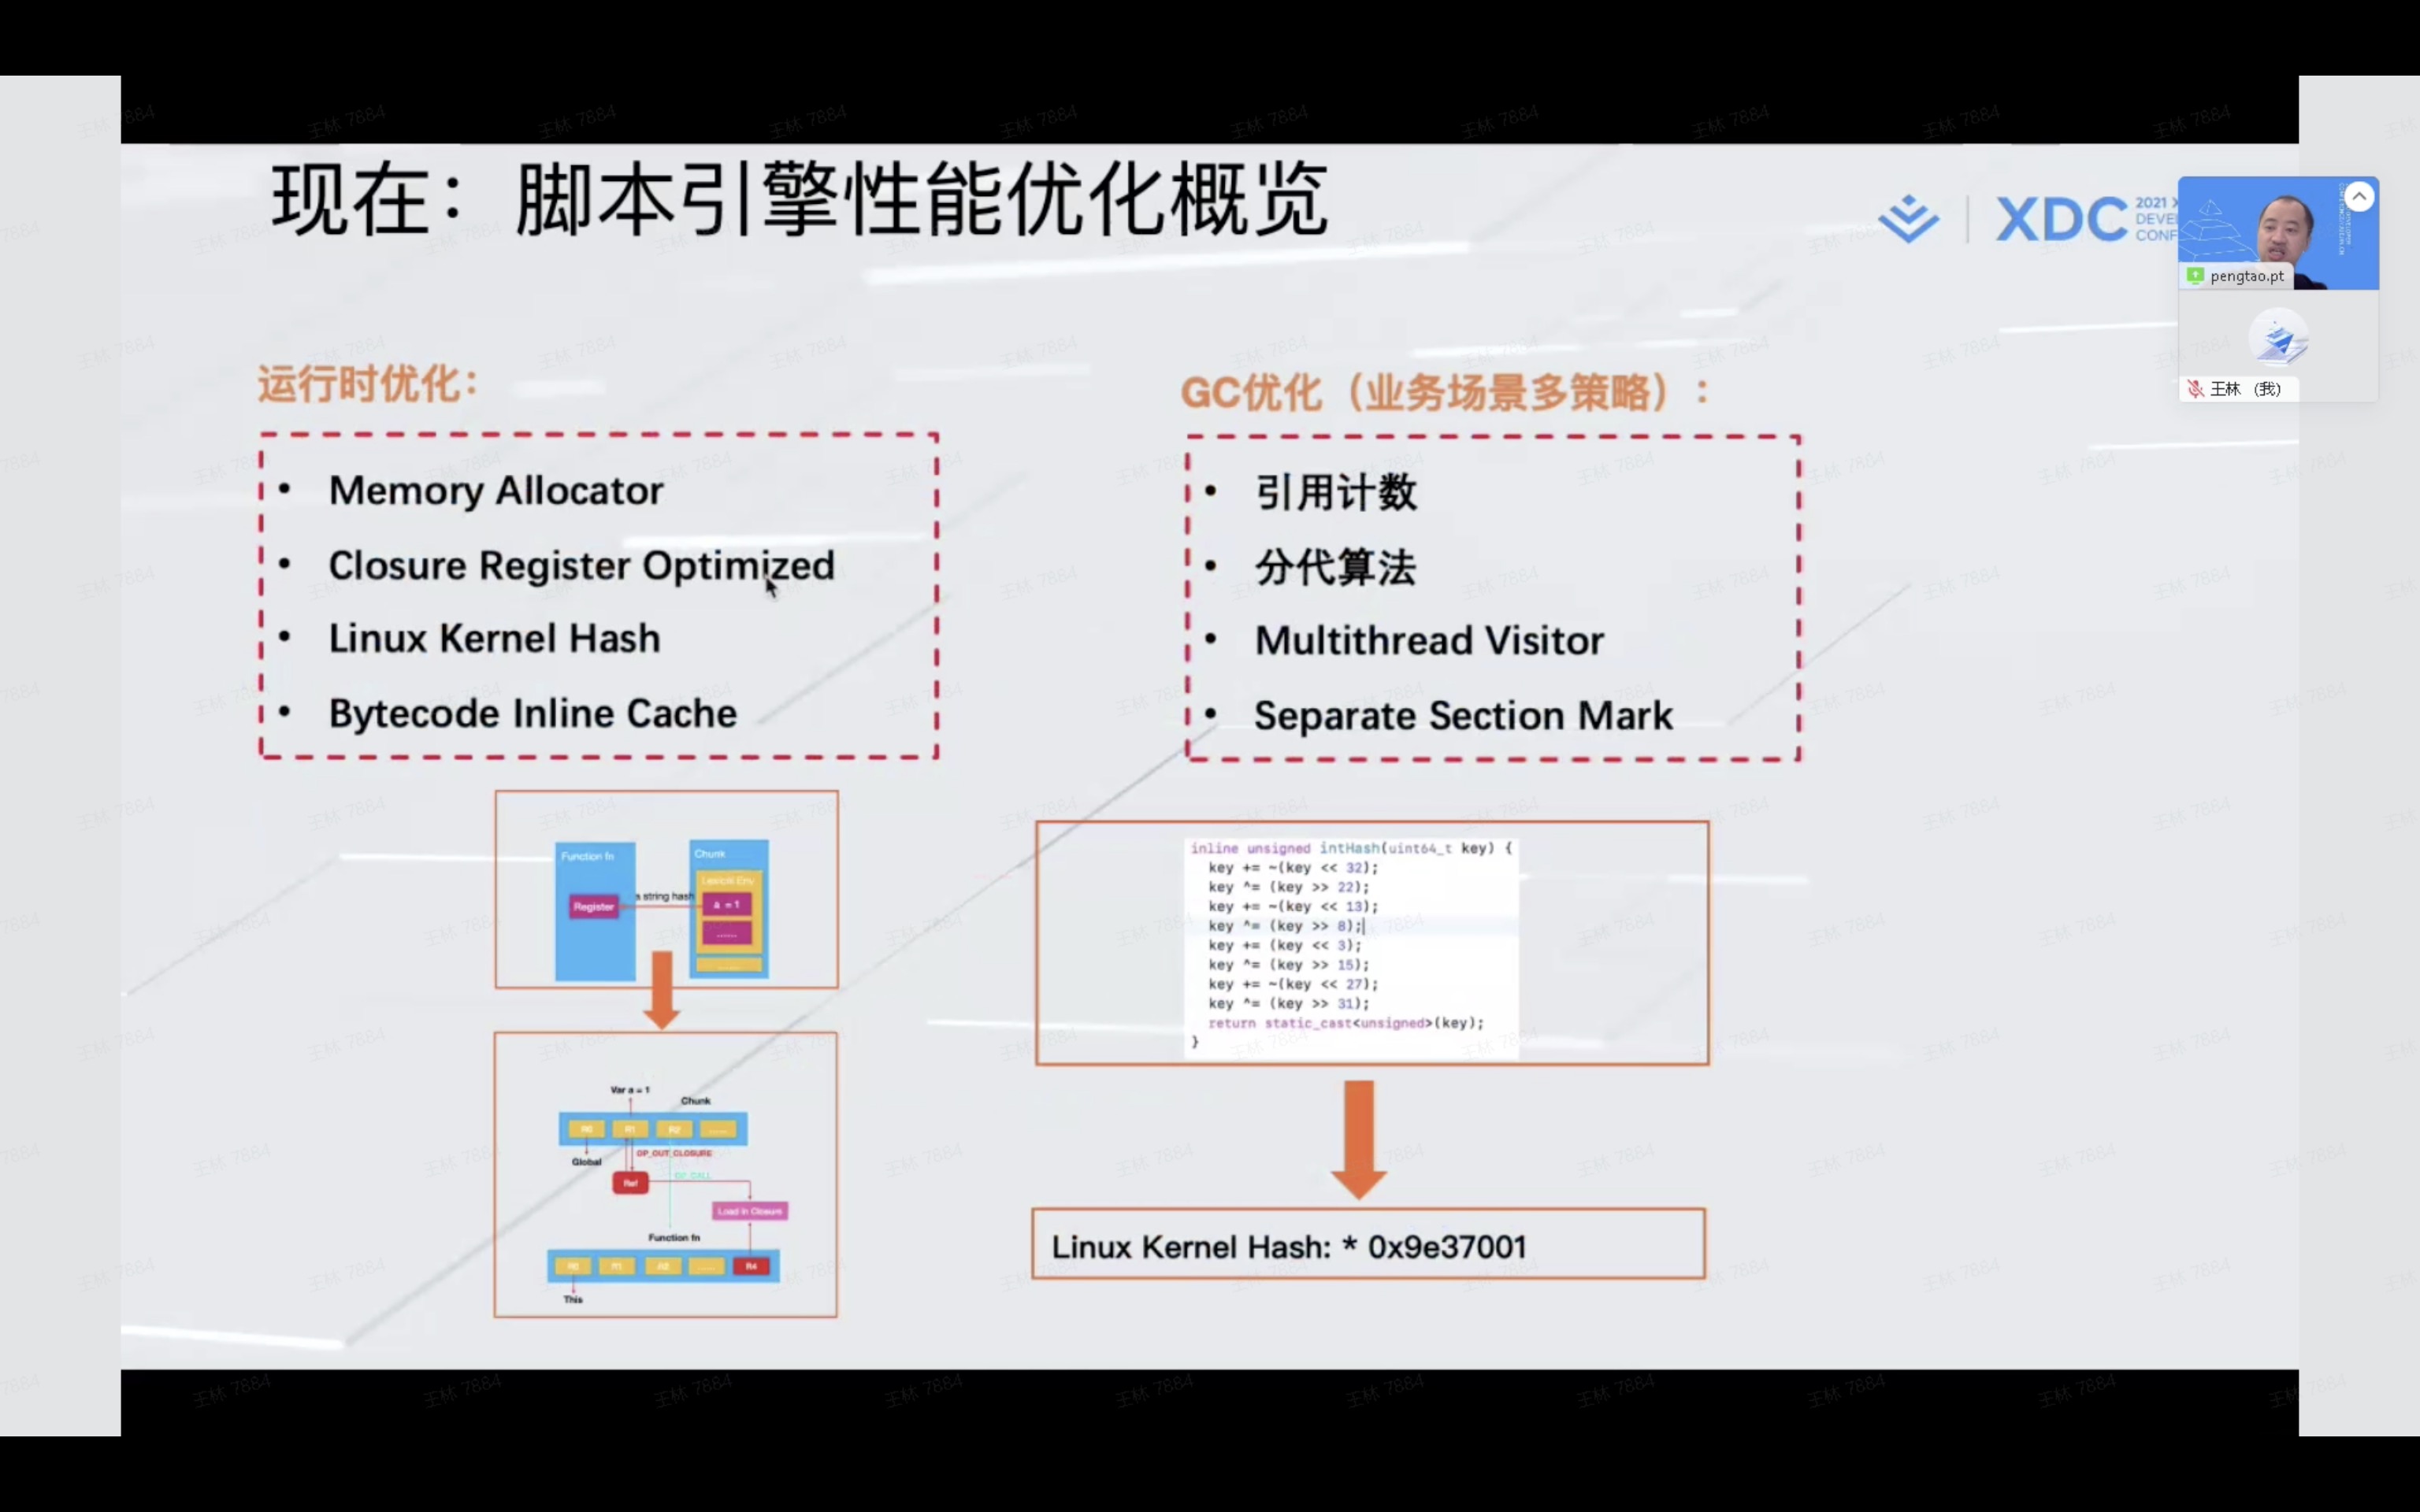 现在：脚本引擎性能优化概览
XDC
2021 X
DEVE
CONF
pengtao.pt
王林 （我）
运行时优化：
• Memory Allocator
• Closure Register Optimized
• Linux Kernel Hash
• Bytecode Inline Cache
GC优化（业务场景多策略）：
• 引用计数
• 分代算法
• Multithread Visitor
• Separate Section Mark
Function fn
Register
a string hash
Chunk
Lexical Env
a = 1
......
Var a = 1
Chunk
R0 R1 R2 ......
OP_OUT_CLOSURE
Global
OP_CALL
Ref
Load In Closure
Function fn
R0 R1 ...... R4
This
inline unsigned intHash(uint64_t key) {
key += ~(key << 32);
key ^= (key >> 22);
key += ~(key << 13);
key ^= (key >> 8);
key += (key << 3);
key ^= (key >> 15);
key += ~(key << 27);
key ^= (key >> 31);
return static_cast<unsigned>(key);
}
Linux Kernel Hash: * 0x9e37001
王林 7884